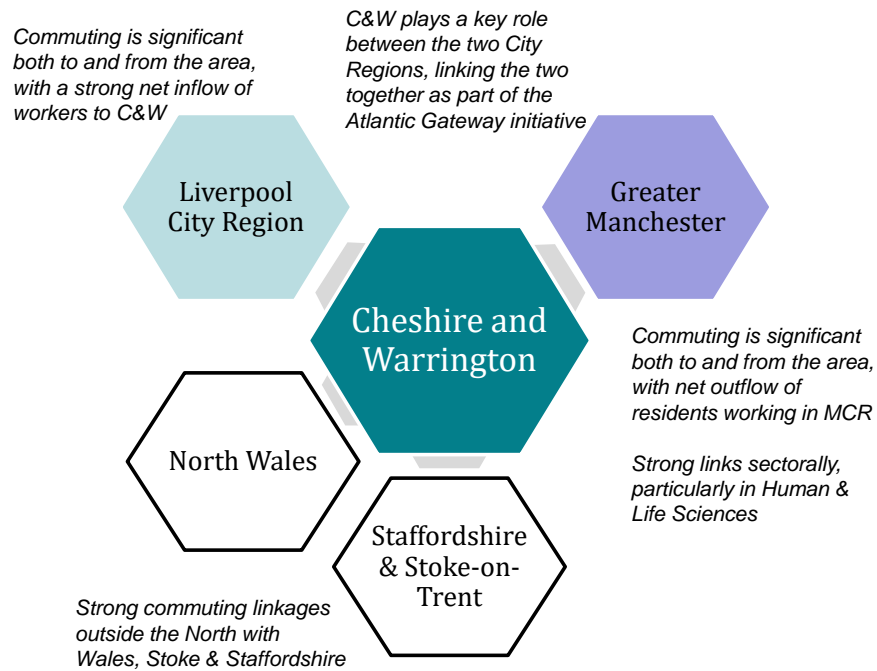 Commuting is significant
both to and from the area,
with a strong net inflow of
workers to C&W
C&W plays a key role
between the two City
Regions, linking the two
together as part of the
Atlantic Gateway initiative
Liverpool
City Region
Greater
Manchester
Cheshire and
Warrington
Commuting is significant
both to and from the area,
with net outflow of
residents working in MCR
Strong links sectorally,
particularly in Human &
Life Sciences
North Wales
Staffordshire
& Stoke-on-
Trent
Strong commuting linkages
outside the North with
Wales, Stoke & Staffordshire